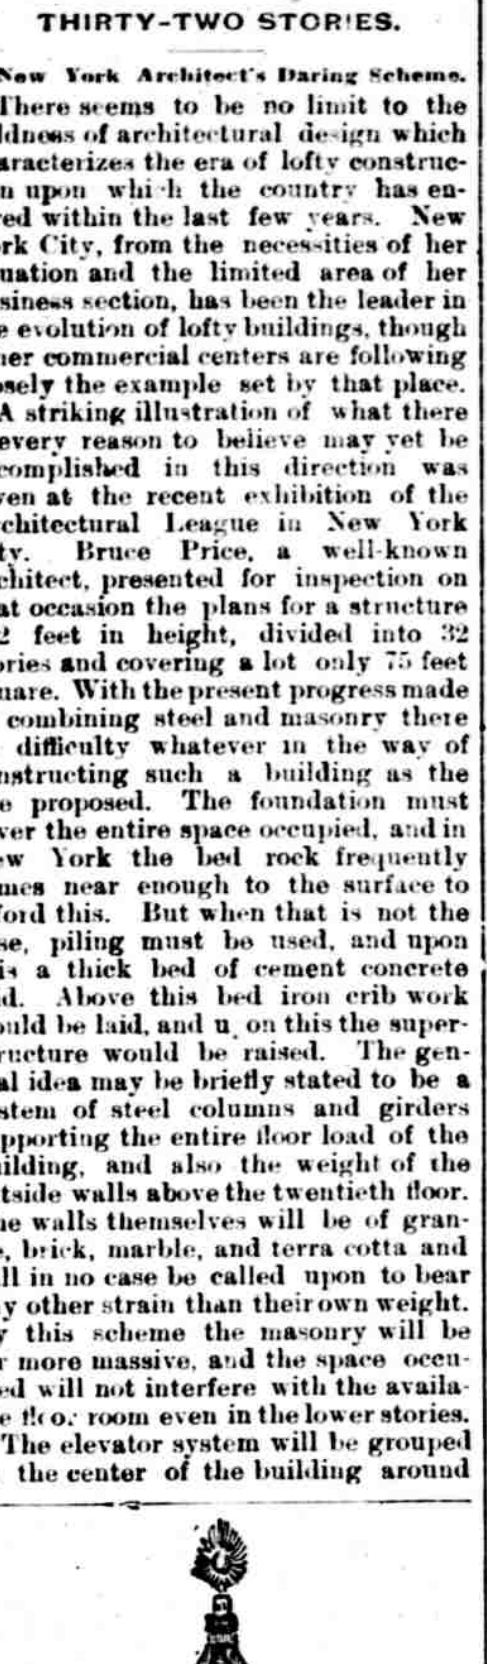 THIRTY-TWO STORIES.
New York Architect's Daring Scheme.
There seems to be no limit to the
ldness of architectural design which
aracterizes the era of lofty construc-
n upon which the country has en-
red within the last few years. New
rk City, from the necessities of her
uation and the limited area of her
siness section, has been the leader in
e evolution of lofty buildings, though
her commercial centers are following
osely the example set by that place.
A striking illustration of what there
every reason to believe may yet be
complished in this direction was
ven at the recent exhibition of the
chitectural League in New York
ty. Bruce Price, a well-known
chitect, presented for inspection on
at occasion the plans for a structure
2 feet in height, divided into 32
ories and covering a lot only 75 feet
uare. With the present progress made
combining steel and masonry there
difficulty whatever in the way of
nstructing such a building as the
e proposed. The foundation must
ver the entire space occupied, and in
ew York the bed rock frequently
mes near enough to the surface to
ford this. But when that is not the
se, piling must be used, and upon
is a thick bed of cement concrete
d. Above this bed iron crib work
ould be laid, and u on this the super-
ructure would be raised. The gen-
al idea may be briefly stated to be a
stem of steel columns and girders
pporting the entire floor load of the
ilding, and also the weight of the
tside walls above the twentieth floor.
he walls themselves will be of gran-
e, brick, marble, and terra cotta and
ll in no case be called upon to bear
y other strain than their own weight.
y this scheme the masonry will be
r more massive, and the space occu-
ed will not interfere with the availa-
e floor room even in the lower stories.
The elevator system will be grouped
the center of the building around